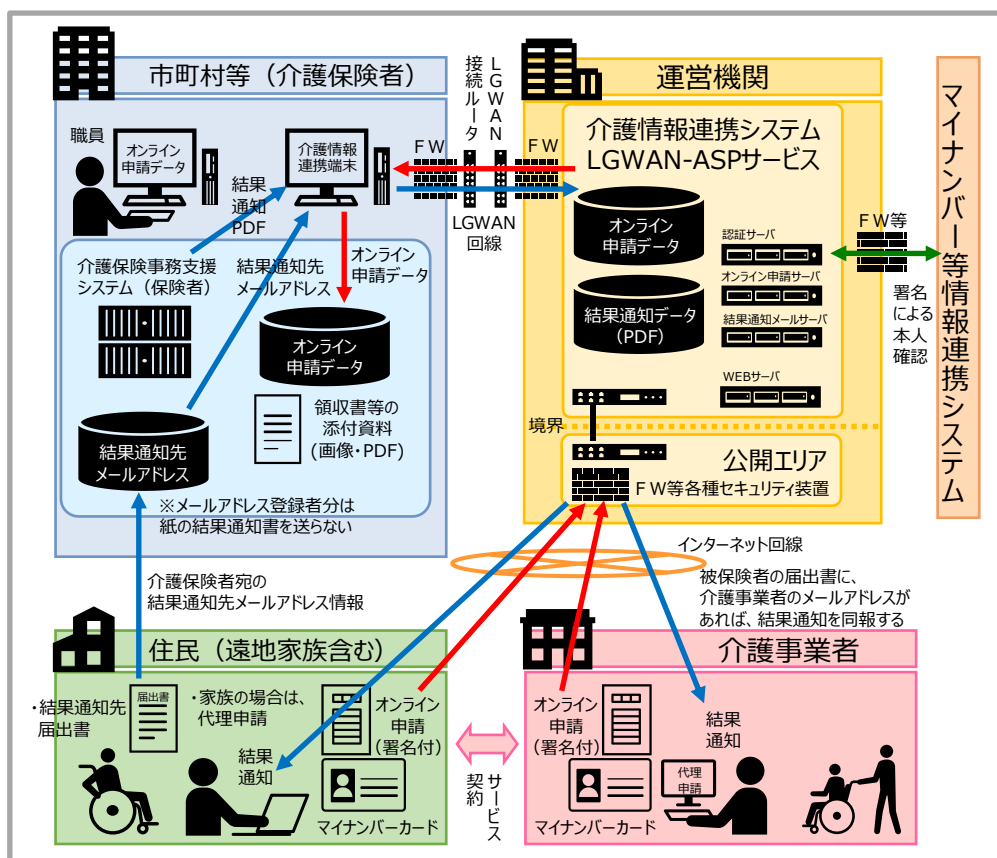 市町村等（介護保険者）
職員
オンライン
申請データ
介護情報
連携端末
結果
通知
PDF
介護保険事務支援
システム（保険者）
結果通知先
メールアドレス
オンライン
申請データ
オンライン
申請データ
結果通知先
メールアドレス
領収書等の
添付資料
(画像・PDF)
※メールアドレス登録者分は
紙の結果通知書を送らない
ＦＷ
LGWAN
接続ルータ
ＦＷ
LGWAN
回線
運営機関
介護情報連携システム
LGWAN-ASPサービス
オンライン
申請データ
結果通知データ
（PDF）
認証サーバ
オンライン申請サーバ
結果通知メールサーバ
WEBサーバ
境界
公開エリア
ＦＷ等各種セキュリティ装置
ＦＷ等
署名
による
本人
確認
マイナンバー等情報連携システム
インターネット回線
介護保険者宛の
結果通知先メールアドレス情報
被保険者の届出書に、
介護事業者のメールアドレスが
あれば、結果通知を同報する
住民（遠地家族含む）
・結果通知先
届出書
届出書
・家族の場合は、
代理申請
オンライン
申請
(署名付)
結果
通知
マイナンバーカード
サービス
契約
介護事業者
オンライン
申請
(署名付)
結果
通知
代理
申請
マイナンバーカード